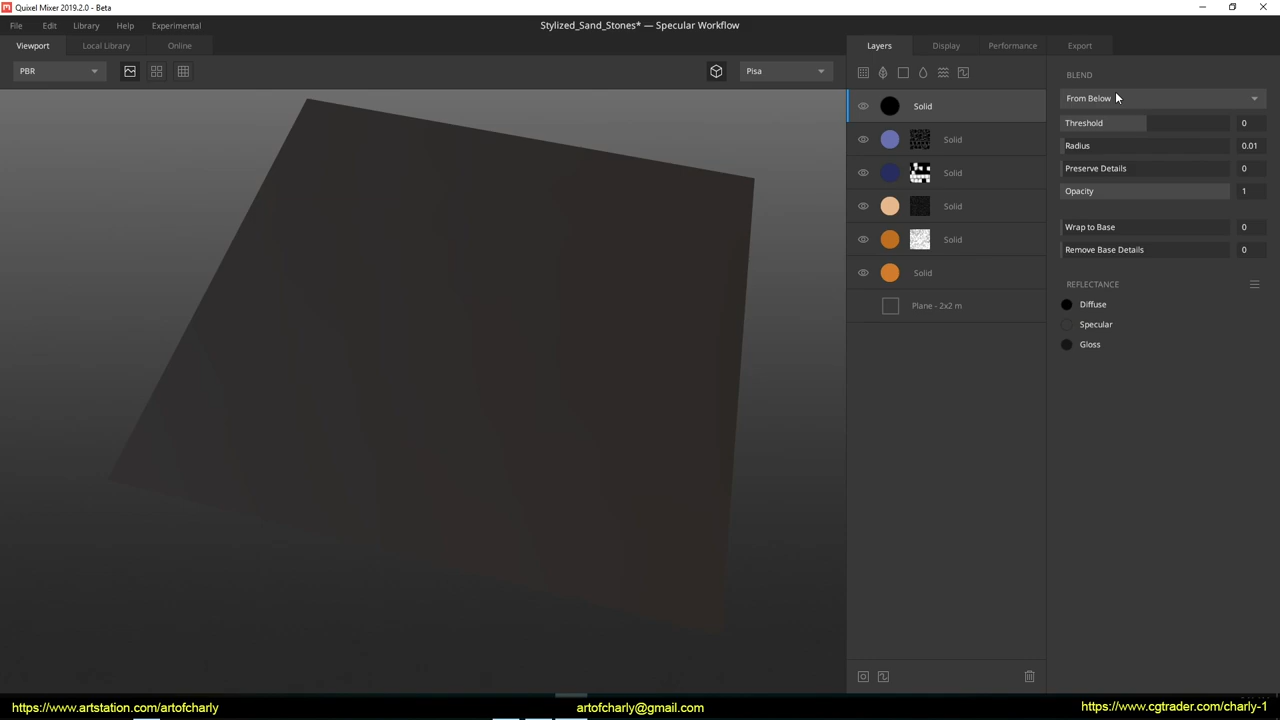 Quixel Mixer 2019.2.0 - Beta
File Edit Library Help Experimental
Stylized_Sand_Stones* — Specular Workflow
Viewport Local Library Online
Layers Display Performance Export
PBR
Pisa
BLEND
From Below
Threshold 0
Radius 0.01
Preserve Details 0
Opacity 1
Wrap to Base 0
Remove Base Details 0
REFLECTANCE
Diffuse
Specular
Gloss
Solid
Solid
Solid
Solid
Solid
Solid
Plane - 2x2 m
https://www.artstation.com/artofcharly
artofcharly@gmail.com
https://www.cgtrader.com/charly-1